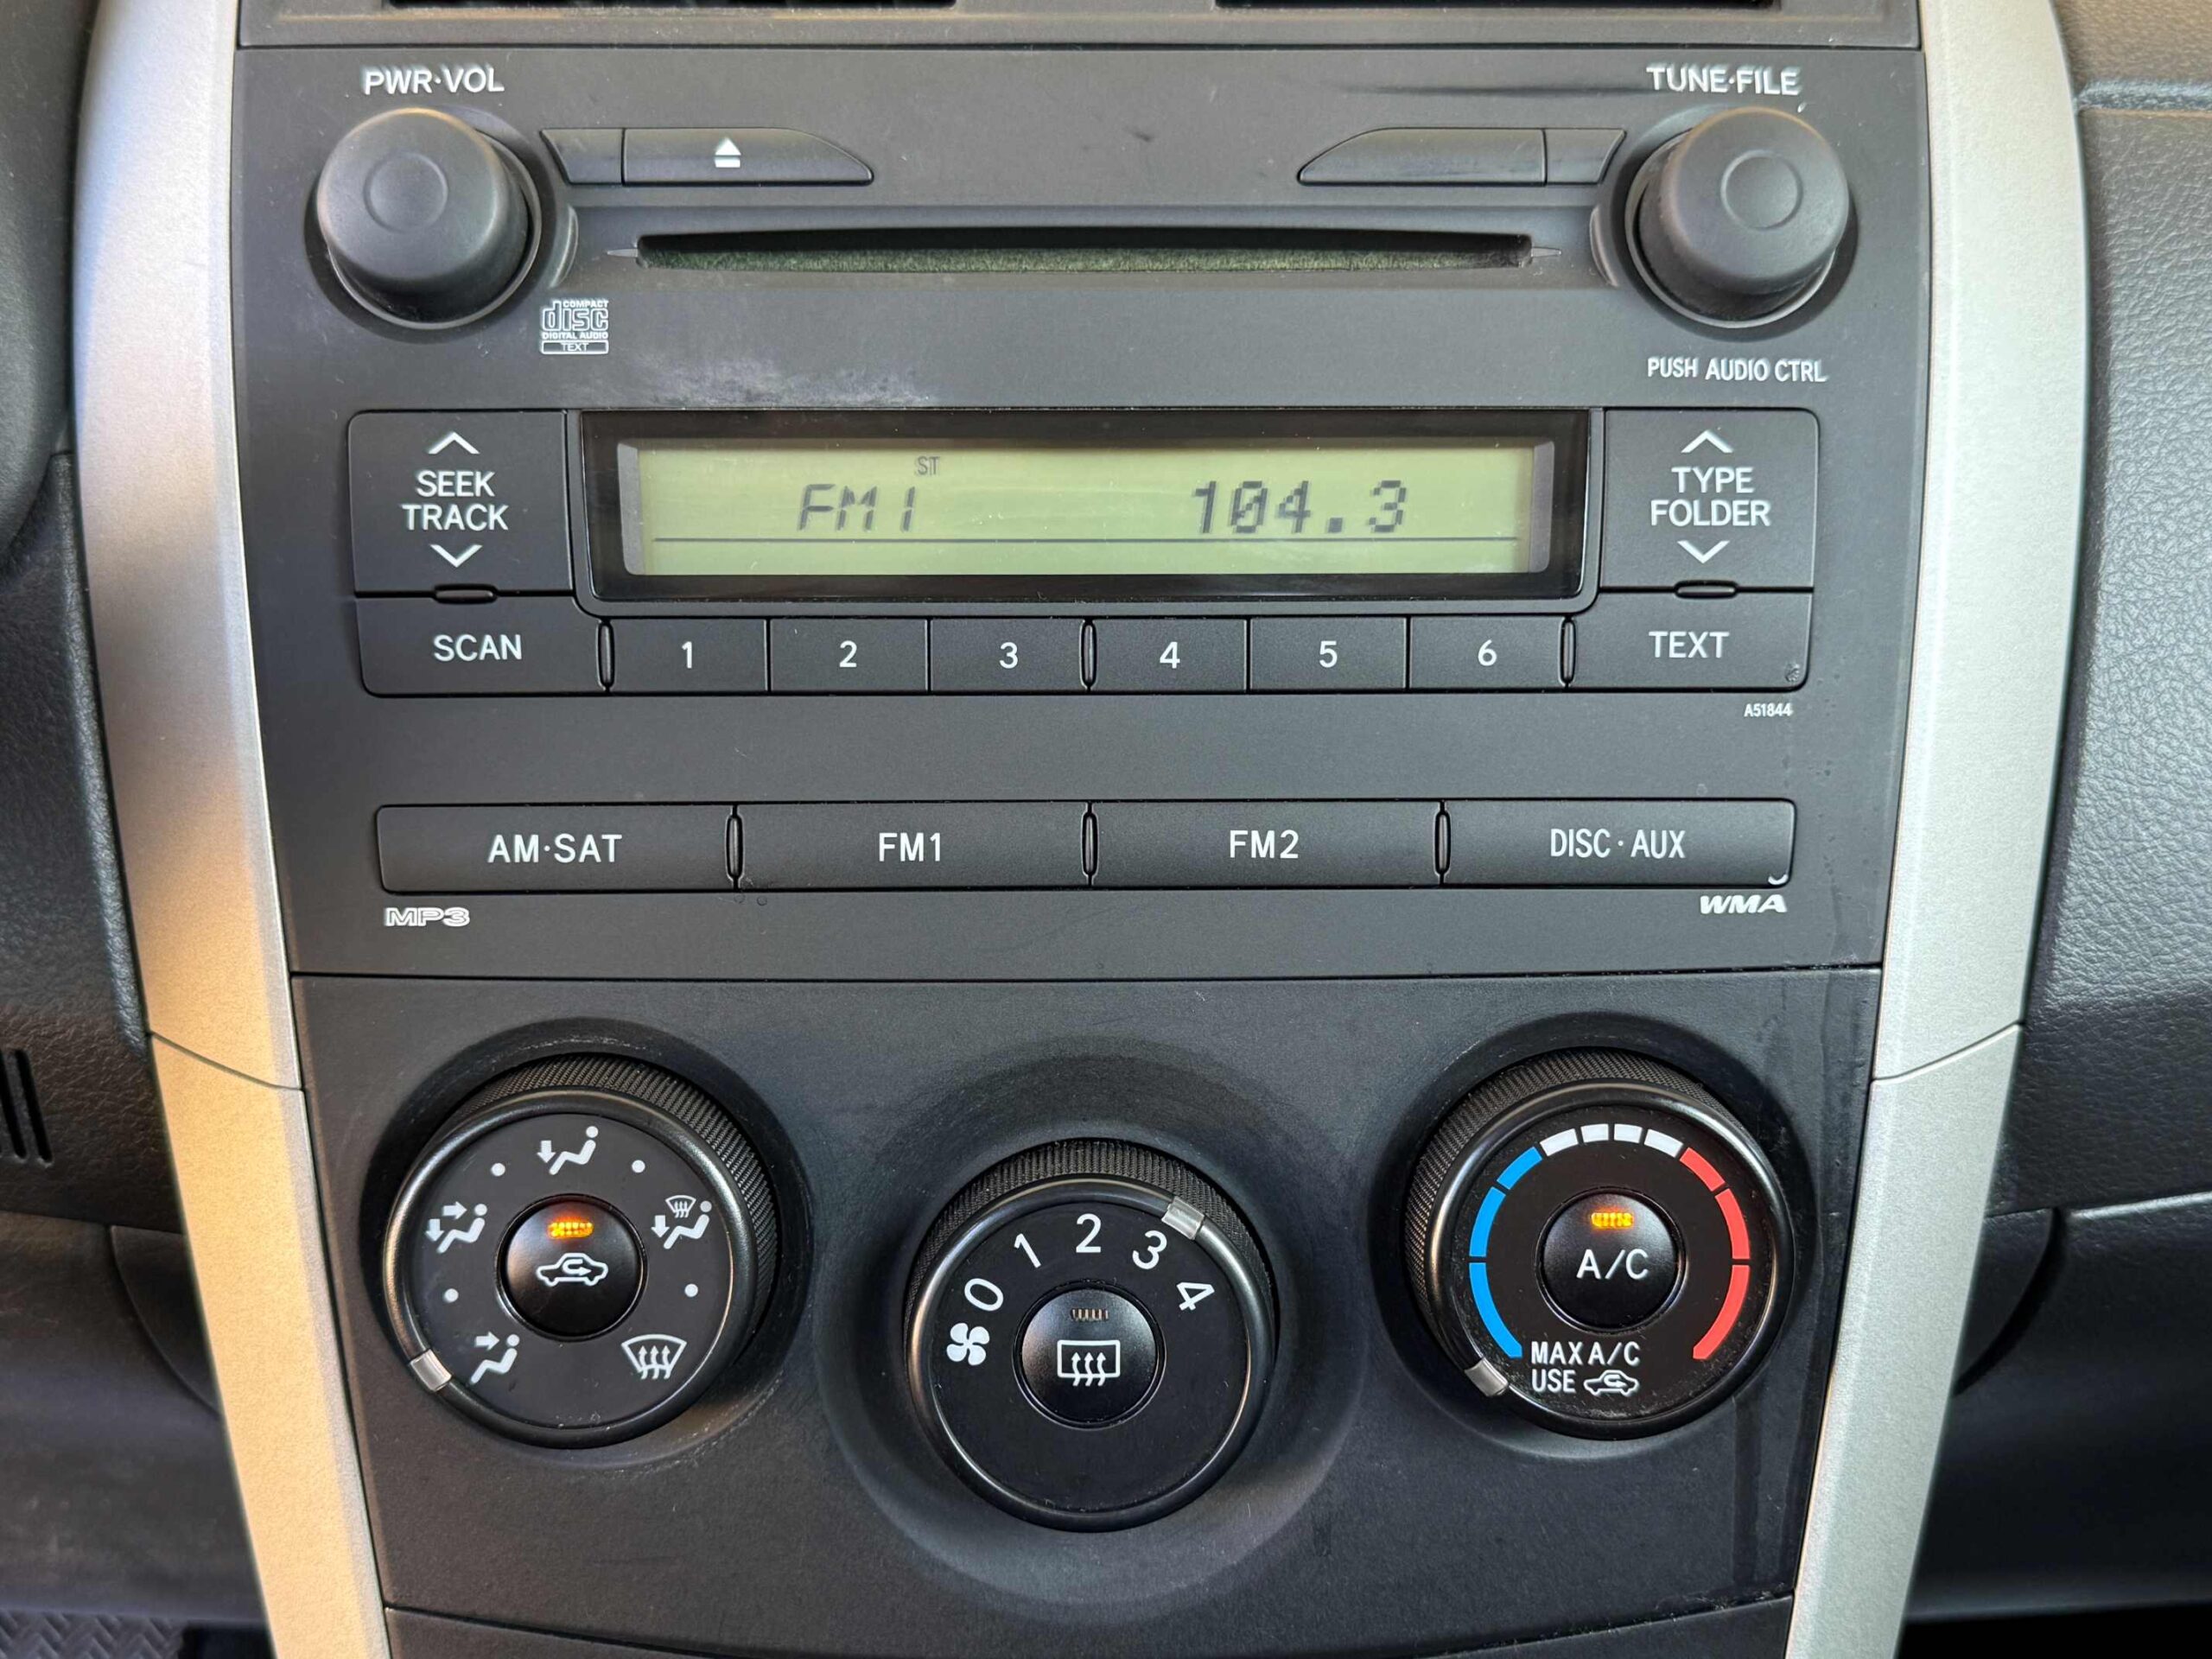 PWR·VOL
TUNE·FILE
COMPACT
disc
DIGITAL AUDIO
TEXT
PUSH AUDIO CTRL
SEEK
TRACK
ST
FM1 104.3
TYPE
FOLDER
SCAN
1 2 3 4 5 6
TEXT
A51844
AM·SAT
FM1
FM2
DISC·AUX
MP3
WMA
0 1 2 3 4
A/C
MAX A/C
USE